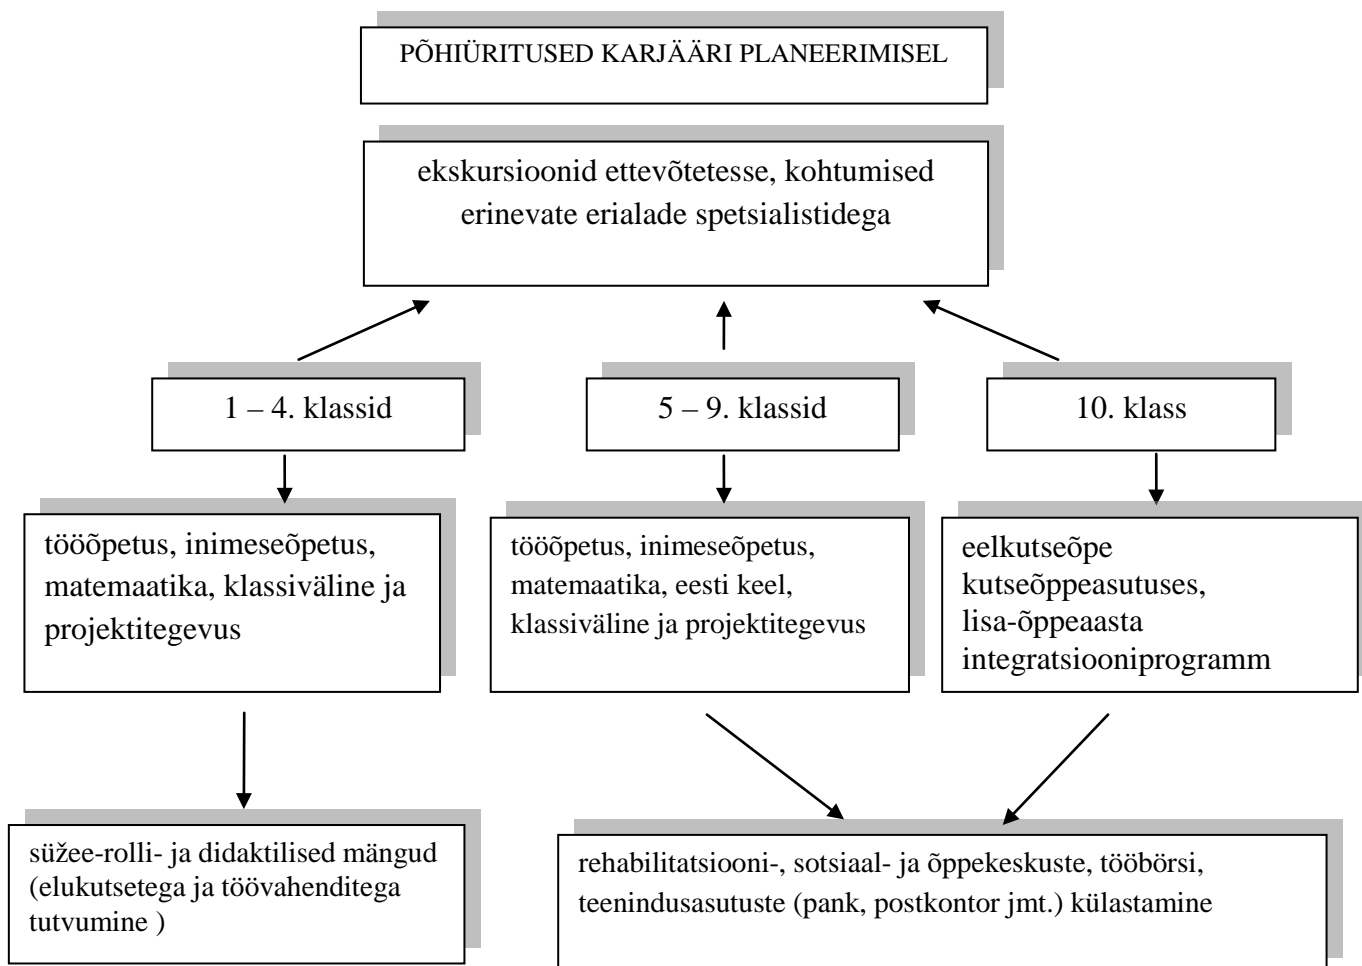 PÕHIÜRITUSED KARJÄÄRI PLANEERIMISEL
ekskursioonid ettevõtetesse, kohtumised
erinevate erialade spetsialistidega
1 – 4. klassid
5 – 9. klassid
10. klass
tööõpetus, inimeseõpetus,
matemaatika, klassiväline ja
projektitegevus
tööõpetus, inimeseõpetus,
matemaatika, eesti keel,
klassiväline ja projektitegevus
eelkutseõpe
kutseõppeasutuses,
lisa-õppeaasta
integratsiooniprogramm
süžee-rolli- ja didaktilised mängud
(elukutsetega ja töövahenditega
tutvumine )
rehabilitatsiooni-, sotsiaal- ja õppekeskuste, tööbörsi,
teenindusasutuste (pank, postkontor jmt.) külastamine